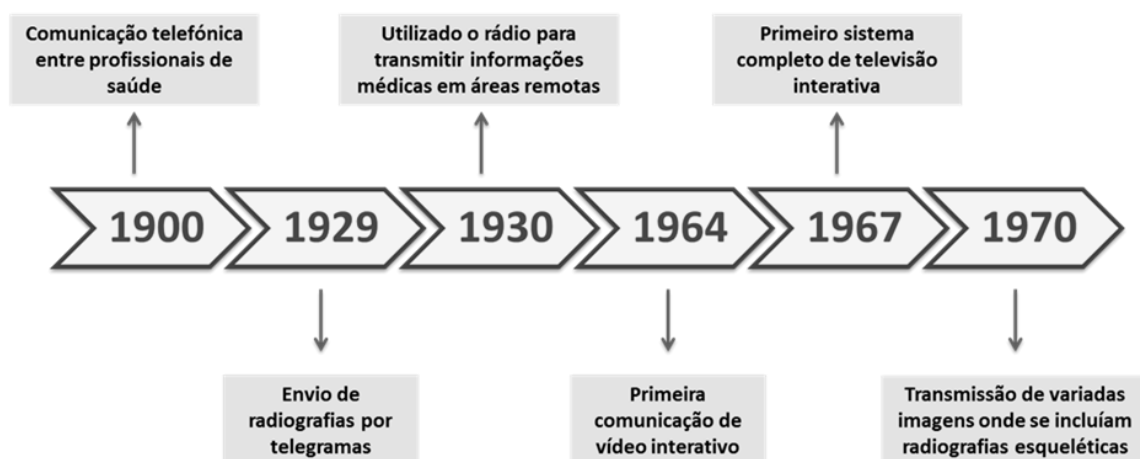 Comunicação telefónica
entre profissionais de
saúde
Utilizado o rádio para
transmitir informações
médicas em áreas remotas
Primeiro sistema
completo de televisão
interativa
1900
1929
1930
1964
1967
1970
Envio de
radiografias por
telegramas
Primeira
comunicação de
vídeo interativo
Transmissão de variadas
imagens onde se incluíam
radiografias esqueléticas